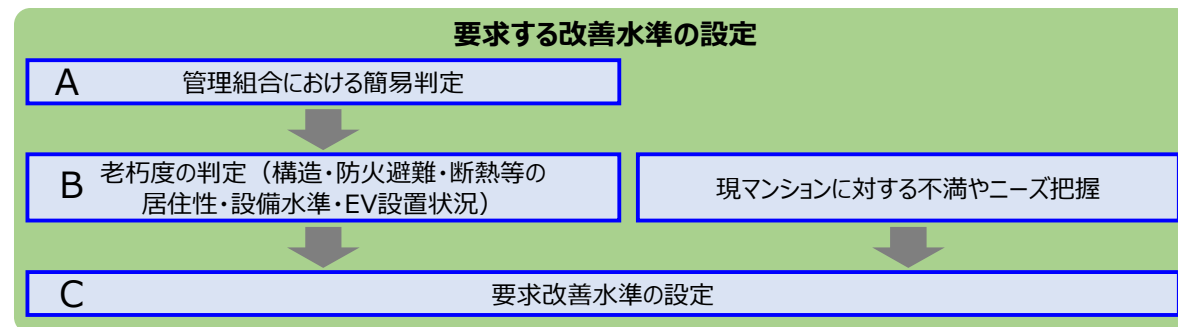 要求する改善水準の設定
A 管理組合における簡易判定
B 老朽度の判定（構造・防火避難・断熱等の
居住性・設備水準・EV設置状況）
現マンションに対する不満やニーズ把握
C 要求改善水準の設定